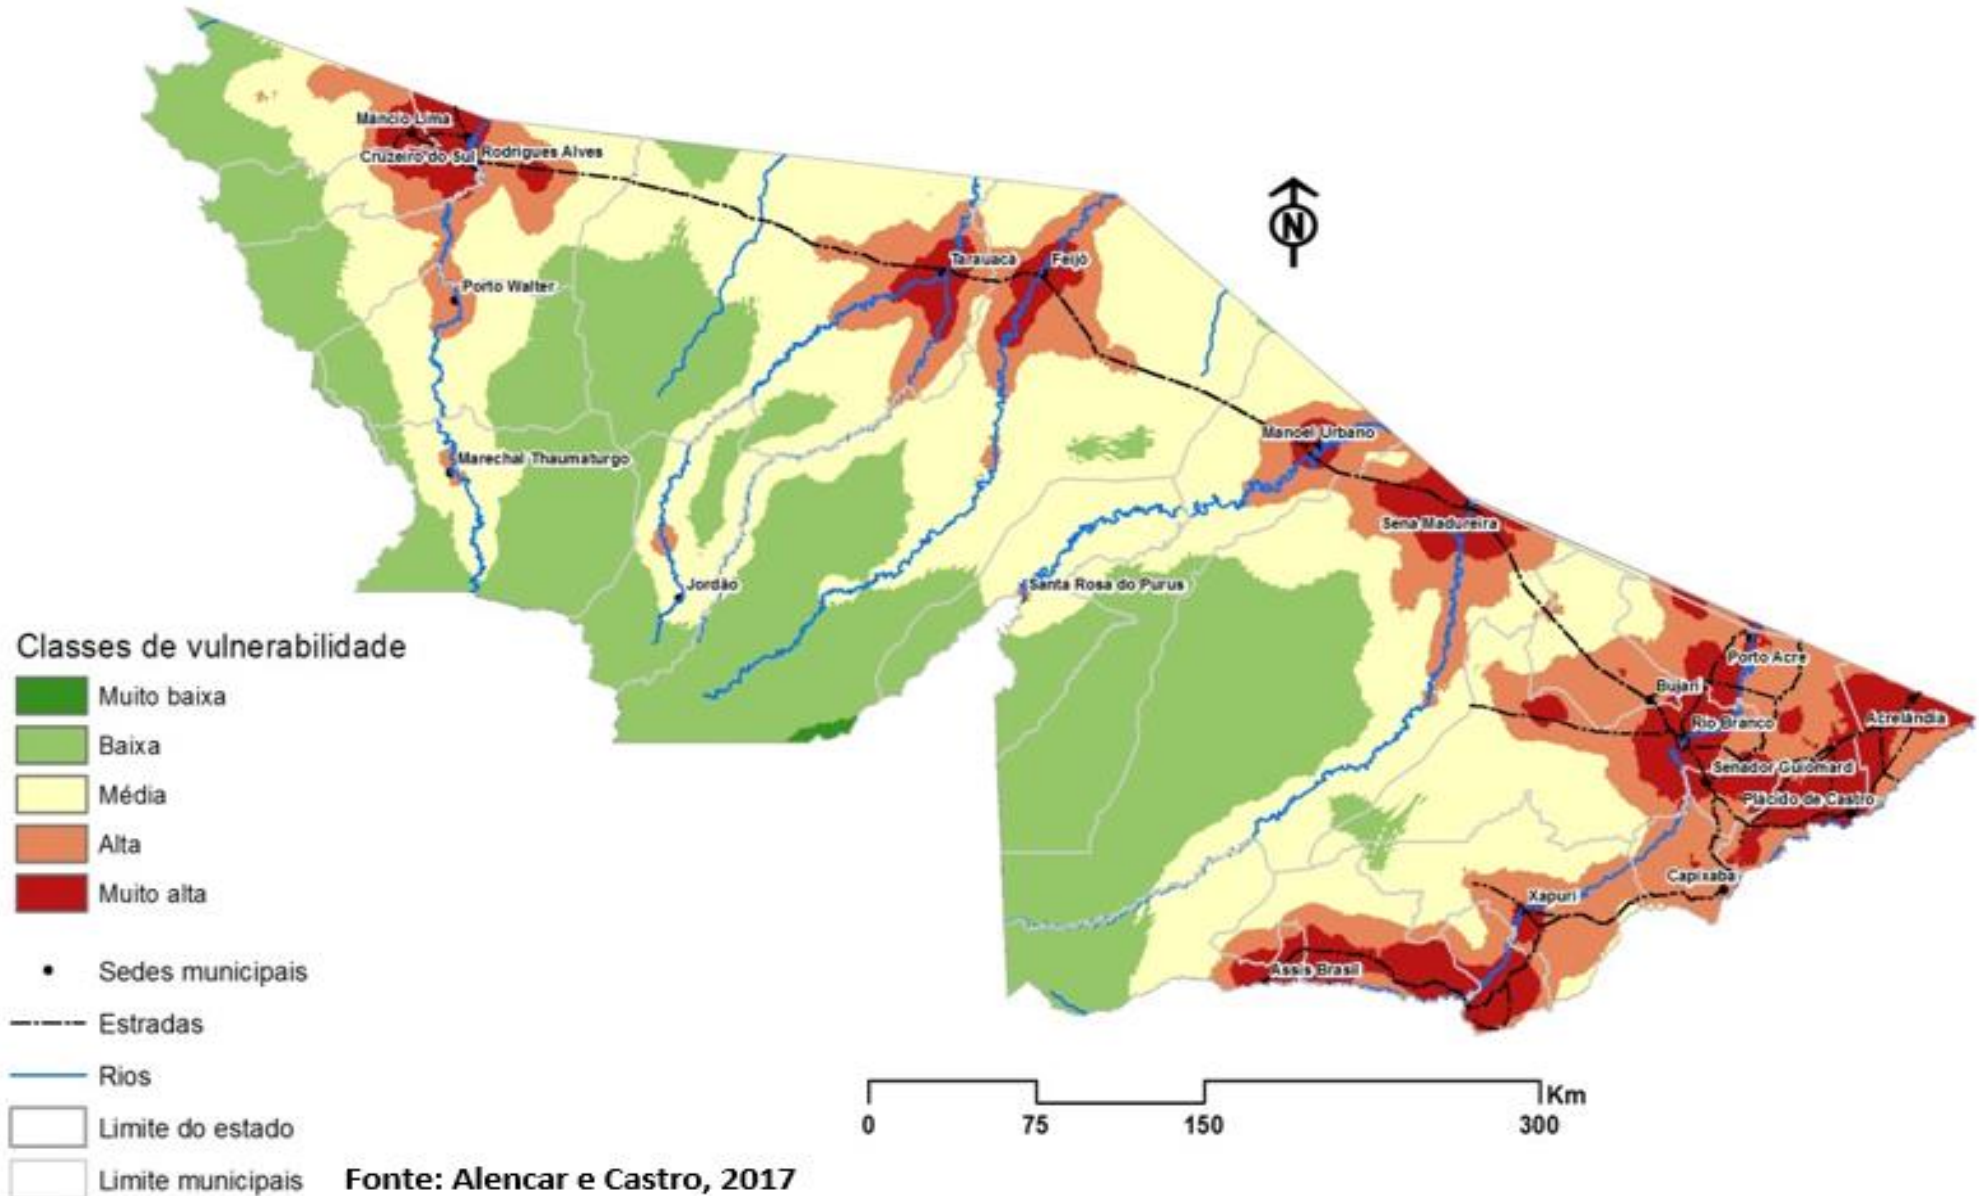 N
Mâncio Lima
Cruzeiro do Sul
Rodrigues Alves
Porto Walter
Marechal Thaumaturgo
Tarauacá
Feijó
Jordão
Manoel Urbano
Sena Madureira
Santa Rosa do Purus
Porto Acre
Bujari
Rio Branco
Acrelândia
Senador Guiomard
Plácido de Castro
Capixaba
Xapuri
Assis Brasil
Classes de vulnerabilidade
Muito baixa
Baixa
Média
Alta
Muito alta
Sedes municipais
Estradas
Rios
Limite do estado
Limite municipais
Km
0 75 150 300
Fonte: Alencar e Castro, 2017